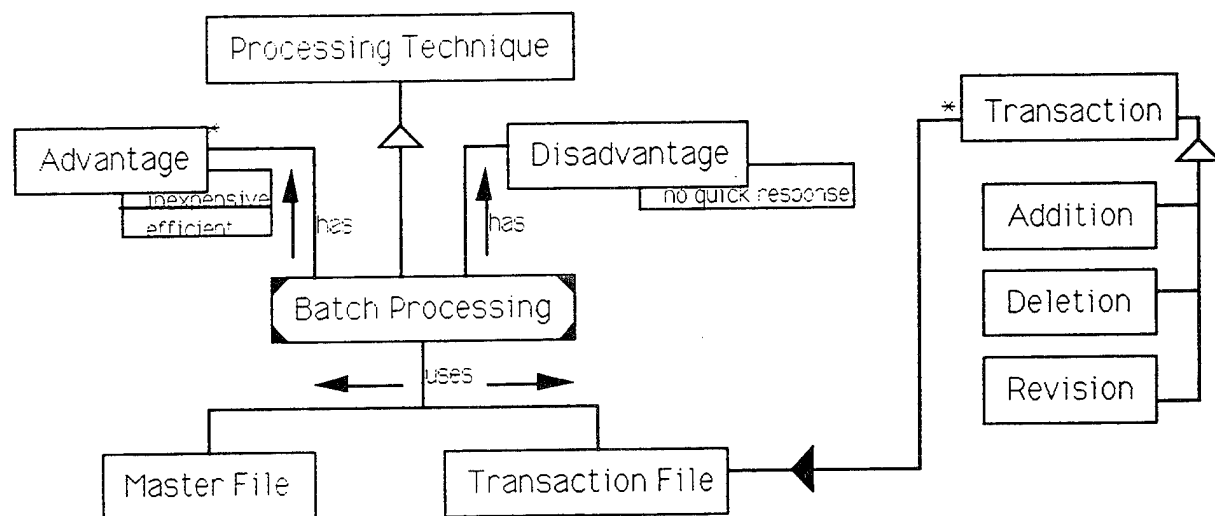 Processing Technique
* Transaction
Advantage *
Disadvantage
inexpensive
no quick response
efficient
has
has
Addition
Batch Processing
Deletion
uses
Revision
Master File
Transaction File